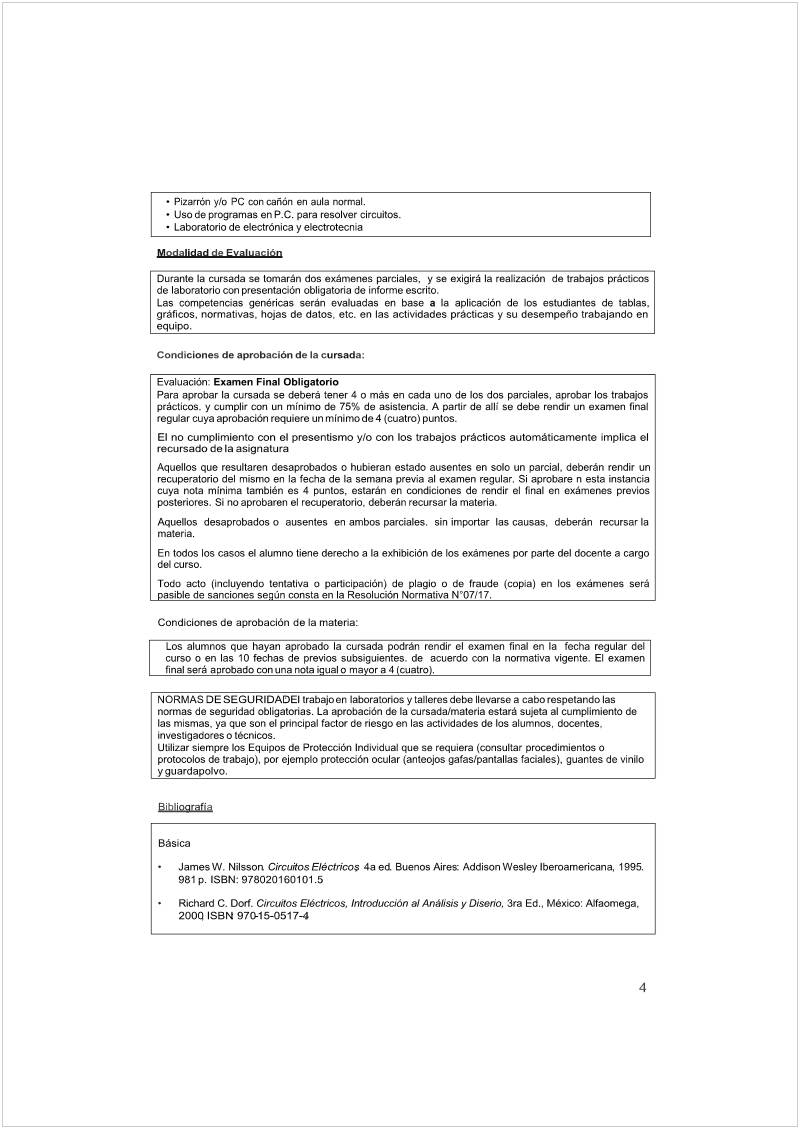 • Pizarrón y/o PC con cañón en aula normal.
• Uso de programas en P.C. para resolver circuitos.
• Laboratorio de electrónica y electrotecnia
Modalidad de Evaluación
Durante la cursada se tomarán dos exámenes parciales, y se exigirá la realización de trabajos prácticos
de laboratorio con presentación obligatoria de informe escrito.
Las competencias genéricas serán evaluadas en base a la aplicación de los estudiantes de tablas,
gráficos, normativas, hojas de datos, etc. en las actividades prácticas y su desempeño trabajando en
equipo.
Condiciones de aprobación de la cursada:
Evaluación: Examen Final Obligatorio
Para aprobar la cursada se deberá tener 4 o más en cada uno de los dos parciales, aprobar los trabajos
prácticos, y cumplir con un mínimo de 75% de asistencia. A partir de allí se debe rendir un examen final
regular cuya aprobación requiere un mínimo de 4 (cuatro) puntos.
El no cumplimiento con el presentismo y/o con los trabajos prácticos automáticamente implica el
recursado de la asignatura
Aquellos que resultaren desaprobados o hubieran estado ausentes en solo un parcial, deberán rendir un
recuperatorio del mismo en la fecha de la semana previa al examen regular. Si aprobare n esta instancia
cuya nota mínima también es 4 puntos, estarán en condiciones de rendir el final en exámenes previos
posteriores. Si no aprobaren el recuperatorio, deberán recursar la materia.
Aquellos desaprobados o ausentes en ambos parciales. sin importar las causas, deberán recursar la
materia.
En todos los casos el alumno tiene derecho a la exhibición de los exámenes por parte del docente a cargo
del curso.
Todo acto (incluyendo tentativa o participación) de plagio o de fraude (copia) en los exámenes será
pasible de sanciones según consta en la Resolución Normativa N°07/17.
Condiciones de aprobación de la materia:
Los alumnos que hayan aprobado la cursada podrán rendir el examen final en la fecha regular del
curso o en las 10 fechas de previos subsiguientes. de acuerdo con la normativa vigente. El examen
final será aprobado con una nota igual o mayor a 4 (cuatro).
NORMAS DE SEGURIDADEl trabajo en laboratorios y talleres debe llevarse a cabo respetando las
normas de seguridad obligatorias. La aprobación de la cursada/materia estará sujeta al cumplimiento de
las mismas, ya que son el principal factor de riesgo en las actividades de los alumnos, docentes,
investigadores o técnicos.
Utilizar siempre los Equipos de Protección Individual que se requiera (consultar procedimientos o
protocolos de trabajo), por ejemplo protección ocular (anteojos gafas/pantallas faciales), guantes de vinilo
y guardapolvo.
Bibliografía
Básica
• James W. Nilsson. Circuitos Eléctricos, 4a ed. Buenos Aires: Addison Wesley Iberoamericana, 1995.
981 p. ISBN: 978020160101.5
• Richard C. Dorf. Circuitos Eléctricos, Introducción al Análisis y Diserio, 3ra Ed., México: Alfaomega,
2000, ISBN: 970-15-0517-4
4